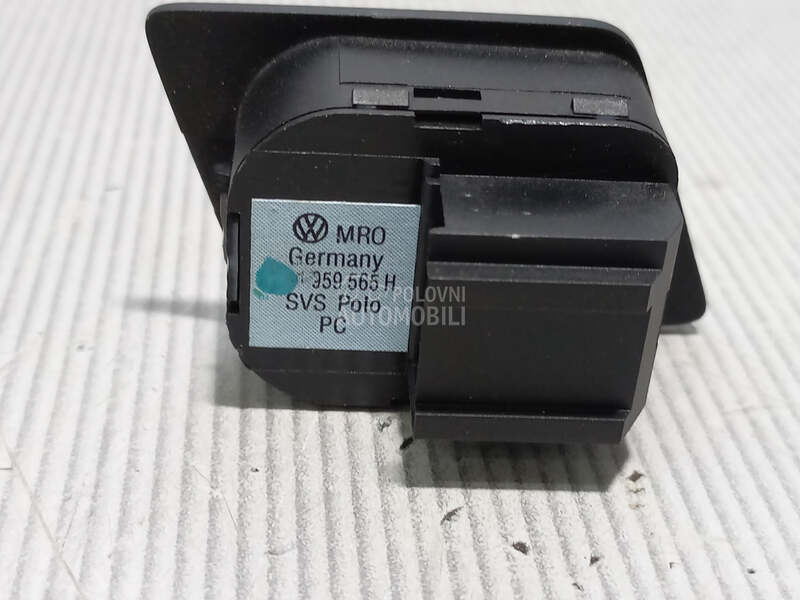 MRO
Germany
959 565 H
SVS Polo
PC
POLOVNI
AUTOMOBILI